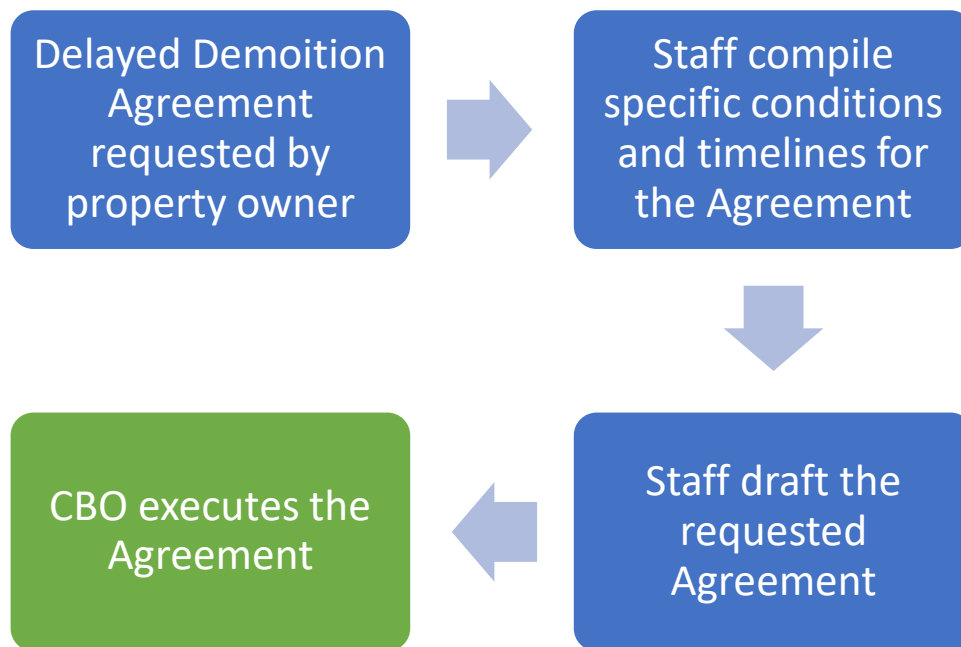 Delayed Demoition
Agreement
requested by
property owner
Staff compile
specific conditions
and timelines for
the Agreement
Staff draft the
requested
Agreement
CBO executes the
Agreement